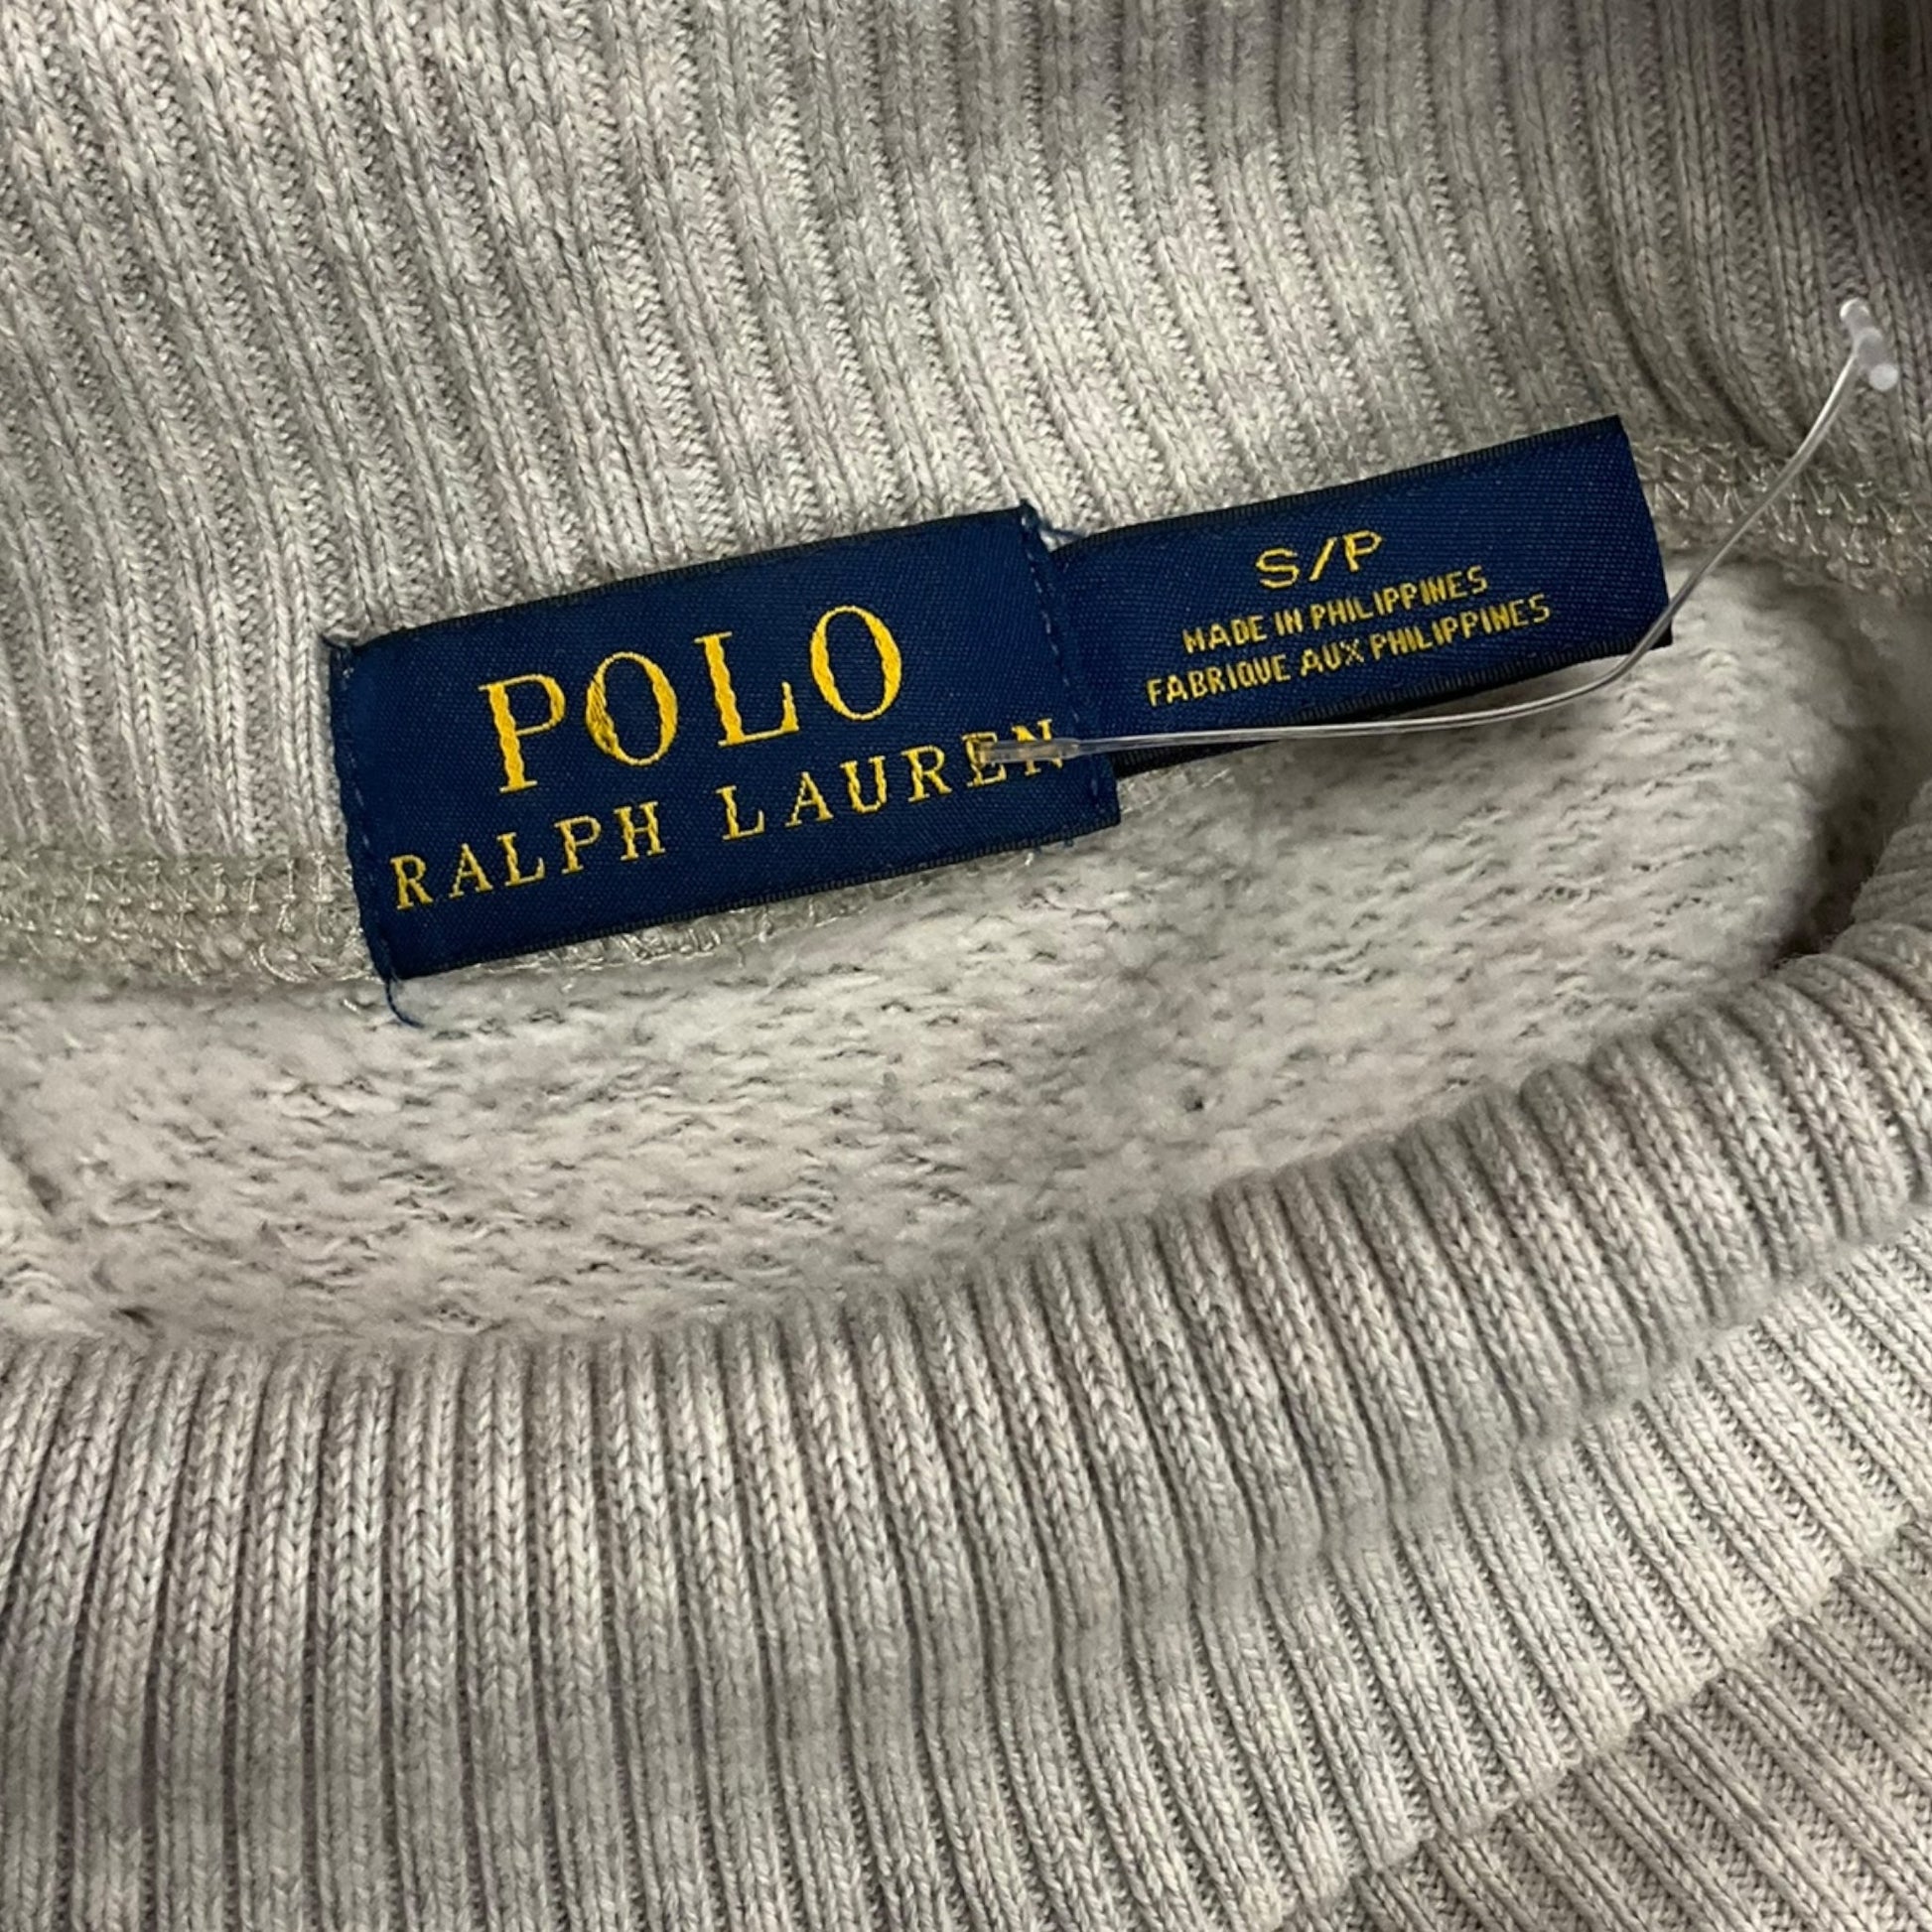 POLO
RALPH LAUREN
S/P
MADE IN PHILIPPINES
FABRIQUE AUX PHILIPPINES